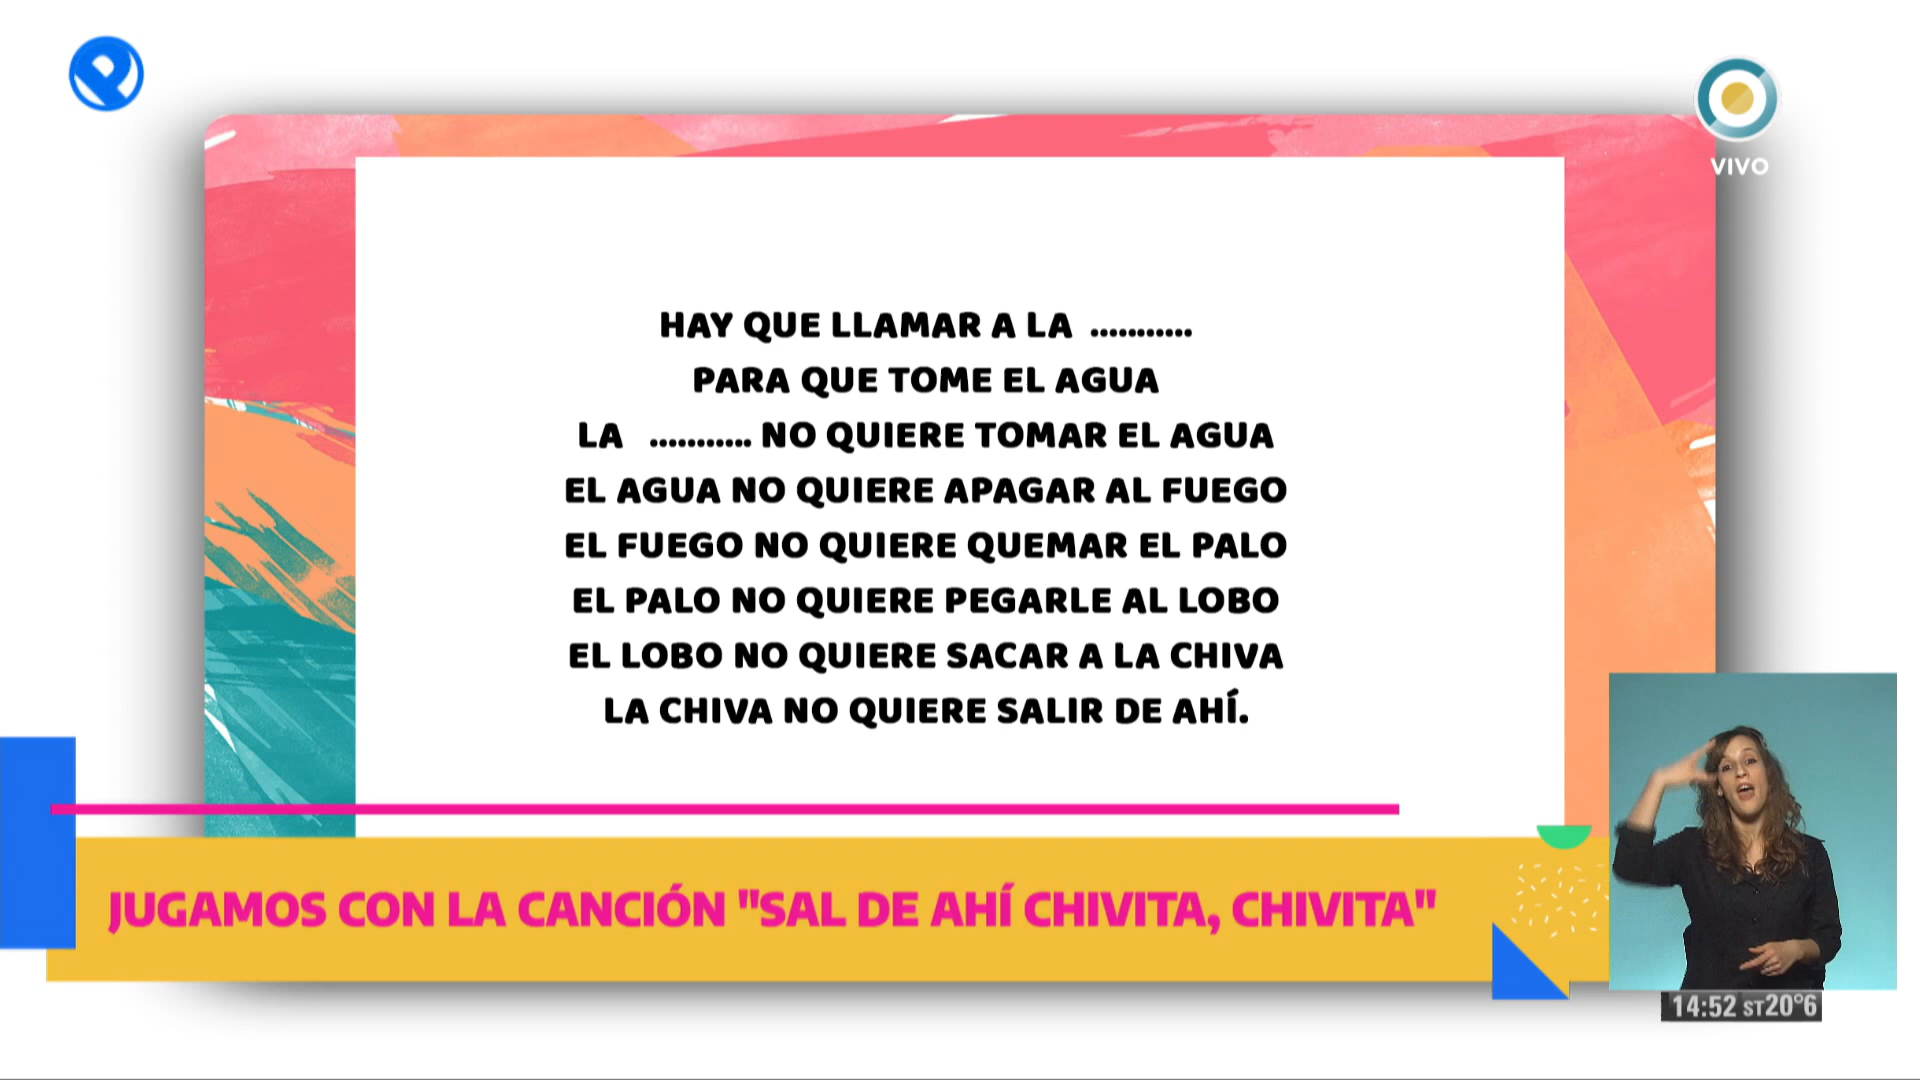 VIVO
HAY QUE LLAMAR A LA ...........
PARA QUE TOME EL AGUA
LA ........... NO QUIERE TOMAR EL AGUA
EL AGUA NO QUIERE APAGAR AL FUEGO
EL FUEGO NO QUIERE QUEMAR EL PALO
EL PALO NO QUIERE PEGARLE AL LOBO
EL LOBO NO QUIERE SACAR A LA CHIVA
LA CHIVA NO QUIERE SALIR DE AHÍ.
JUGAMOS CON LA CANCIÓN "SAL DE AHÍ CHIVITA, CHIVITA"
14:52 ST20°6